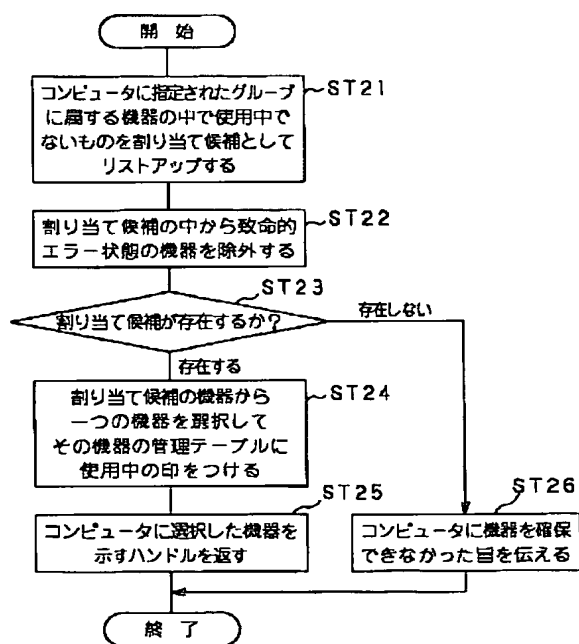 開始
コンピュータに指定されたグループ
に属する機器の中で使用中で
ないものを割り当て候補として
リストアップする
ST21
割り当て候補の中から致命的
エラー状態の機器を除外する
ST22
ST23
割り当て候補が存在するか?
存在しない
存在する
割り当て候補の機器から
一つの機器を選択して
その機器の管理テーブルに
使用中の印をつける
ST24
コンピュータに選択した機器を
示すハンドルを返す
ST25
コンピュータに機器を確保
できなかった旨を伝える
ST26
終了